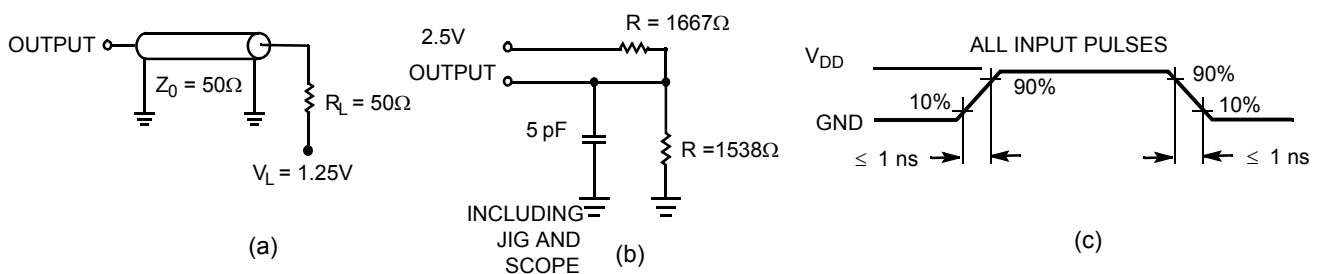 OUTPUT
Z0 = 50Ω
RL = 50Ω
VL = 1.25V
(a)
R = 1667Ω
2.5V
OUTPUT
5 pF
R =1538Ω
INCLUDING
JIG AND
SCOPE
(b)
ALL INPUT PULSES
VDD
GND
10%
90%
90%
10%
≤ 1 ns
≤ 1 ns
(c)